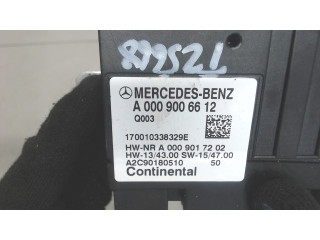 MERCEDES-BENZ
A 000 900 66 12
Q003
170010338329E
HW-NR A 000 901 72 02
HW-13/43.00 SW-15/47.00
A2C90180510 50
Continental